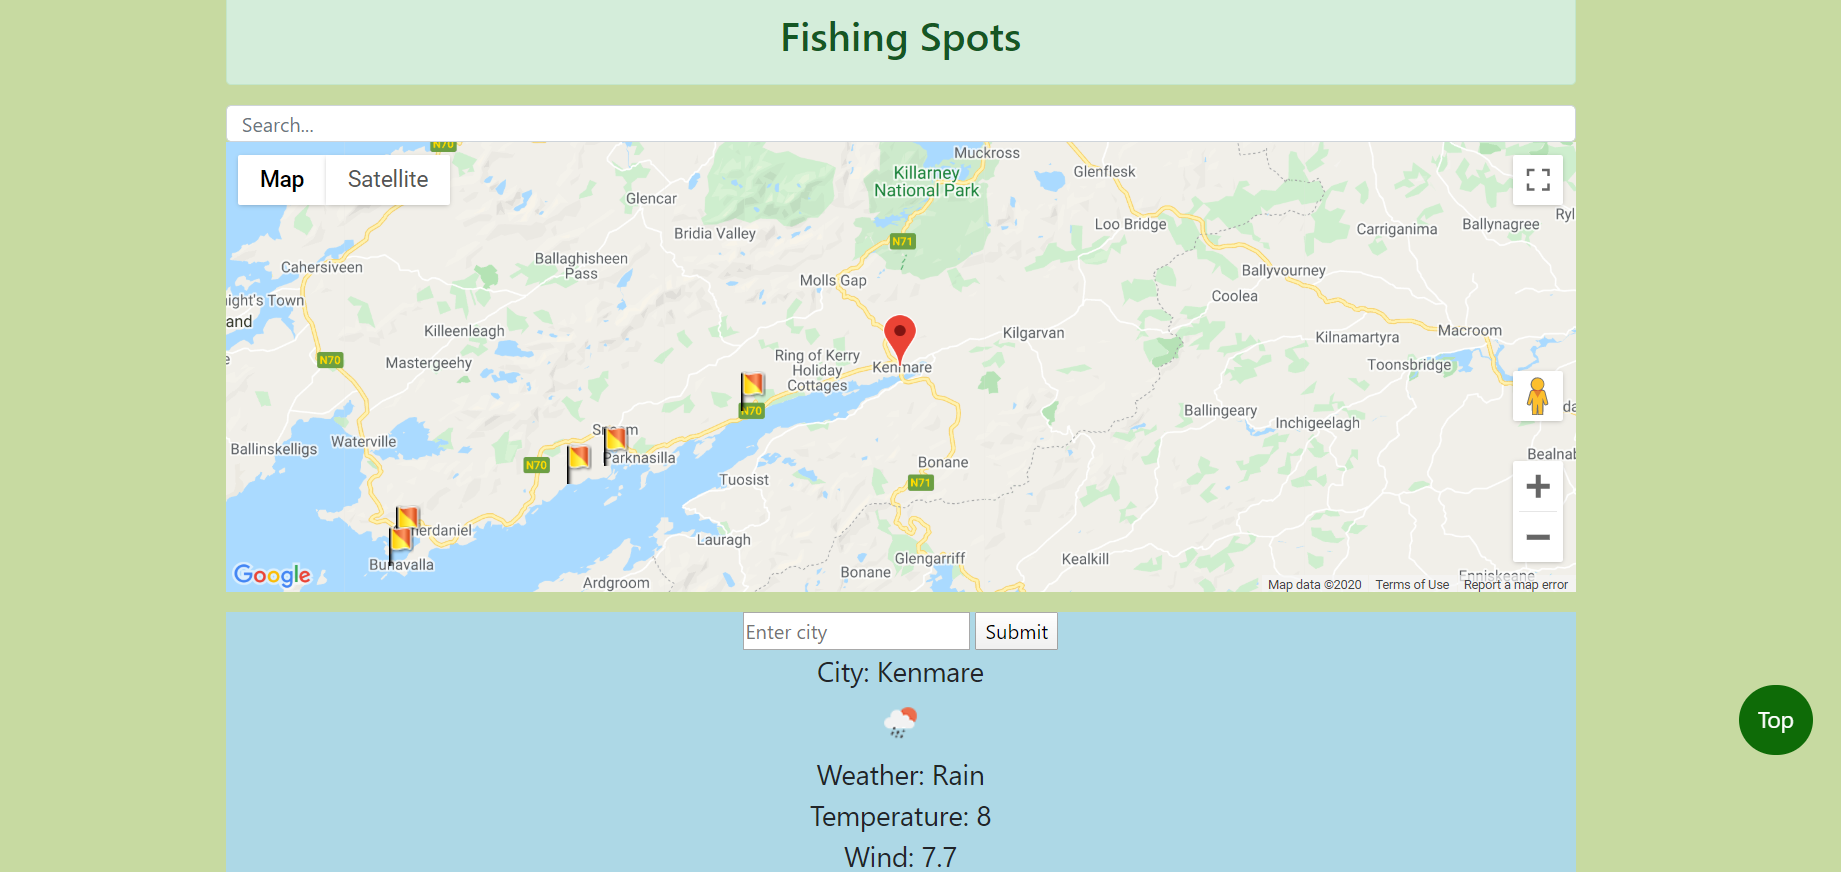 Fishing Spots
Search...
Map
Satellite
N70
Muckross
Killarney
National Park
Glenflesk
Glencar
Bridia Valley
Loo Bridge
Carriganima
Ballynagree
Ryl
N71
Cahersiveen
Ballaghisheen
Pass
Molls Gap
Ballyvourney
Coolea
ight's Town
and
Killeenleagh
Kilgarvan
Kilnamartyra
Macroom
N70
Mastergeehy
Ring of Kerry
Holiday
Cottages
Kenmare
Toonsbridge
N70
Ballingeary
Inchigeelagh
Waterville
Ballinskelligs
Parknasilla
N70
Bonane
Bealnab
Tuosist
N71
erdaniel
Lauragh
Bunavalla
Glengarriff
Kealkill
Bonane
Ardgroom
Enniskeane
Google
Map data ©2020
Terms of Use
Report a map error
Enter city
Submit
City: Kenmare
Weather: Rain
Temperature: 8
Wind: 7.7
Top